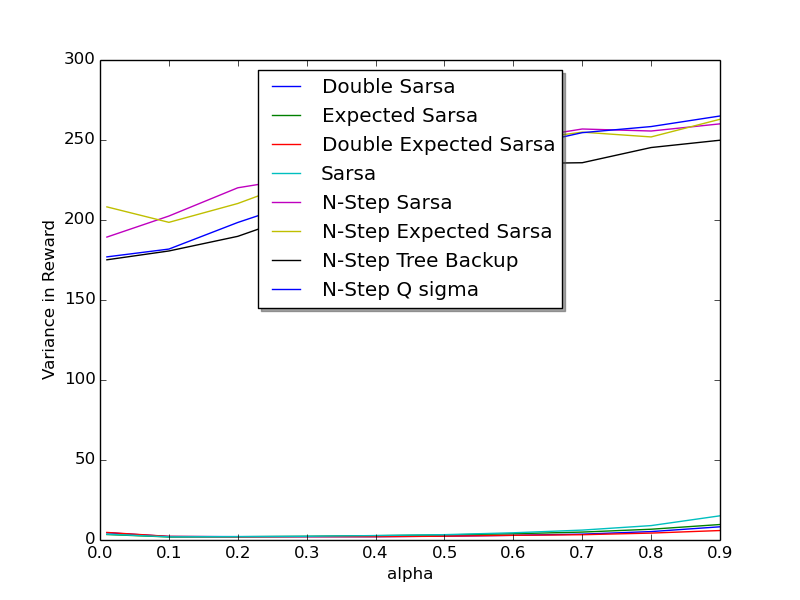 300
250
200
150
100
50
0
Variance in Reward
Double Sarsa
Expected Sarsa
Double Expected Sarsa
Sarsa
N-Step Sarsa
N-Step Expected Sarsa
N-Step Tree Backup
N-Step Q sigma
0.0 0.1 0.2 0.3 0.4 0.5 0.6 0.7 0.8 0.9
alpha